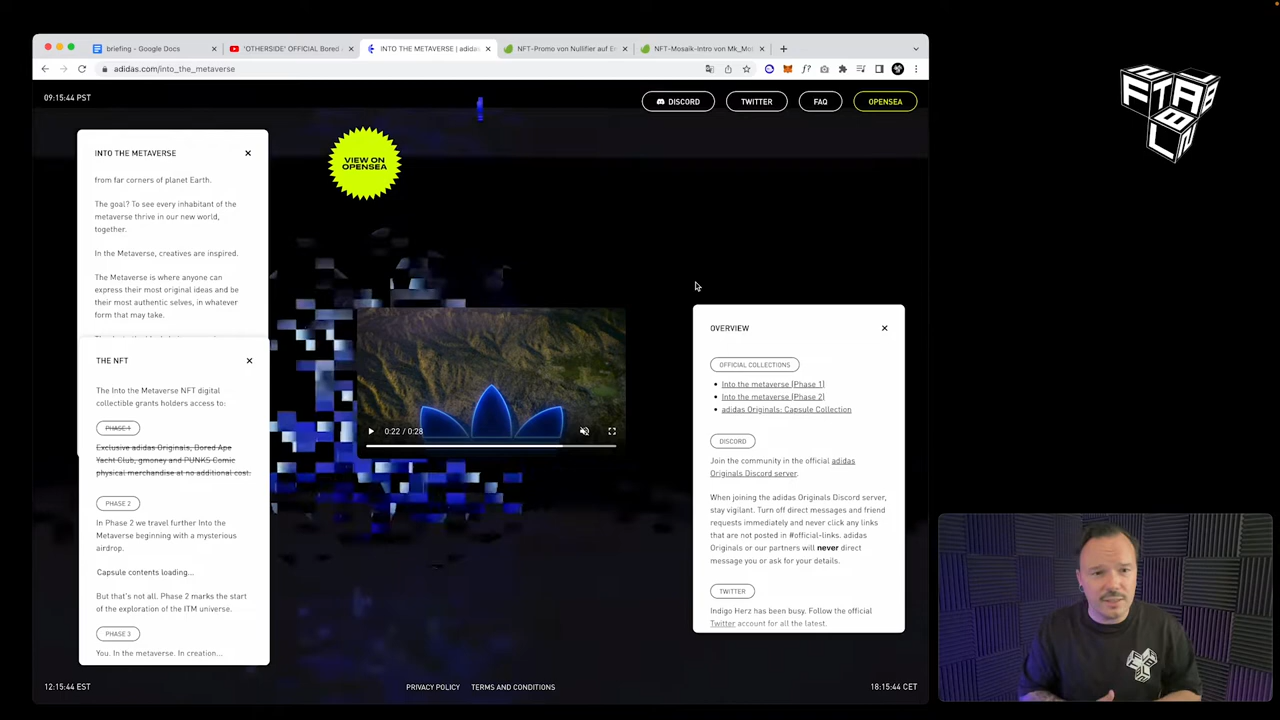 briefing - Google Docs
'OTHERSIDE' OFFICIAL Bored
INTO THE METAVERSE | adidas
NFT-Promo von Nullifier auf En
NFT-Mosaik-Intro von Mk_Mo
adidas.com/into_the_metaverse
09:15:44 PST
DISCORD
TWITTER
FAQ
OPENSEA
INTO THE METAVERSE
from far corners of planet Earth.
The goal? To see every inhabitant of the
metaverse thrive in our new world,
together.
In the Metaverse, creatives are inspired.
The Metaverse is where anyone can
express their most original ideas and be
their most authentic selves, in whatever
form that may take.
VIEW ON
OPENSEA
THE NFT
The Into the Metaverse NFT digital
collectible grants holders access to:
PHASE 1
Exclusive adidas Originals, Bored Ape
Yacht Club, gmoney and PUNKS Comic
physical merchandise at no additional cost.
PHASE 2
In Phase 2 we travel further Into the
Metaverse beginning with a mysterious
airdrop.
Capsule contents loading...
But that's not all. Phase 2 marks the start
of the exploration of the ITM universe.
PHASE 3
You. In the metaverse. In creation...
0:22 / 0:28
OVERVIEW
OFFICIAL COLLECTIONS
Into the metaverse (Phase 1)
Into the metaverse (Phase 2)
adidas Originals: Capsule Collection
DISCORD
Join the community in the official adidas
Originals Discord server.
When joining the adidas Originals Discord server,
stay vigilant. Turn off direct messages and friend
requests immediately and never click any links
that are not posted in #official-links. adidas
Originals or our partners will never direct
message you or ask for your details.
TWITTER
Indigo Herz has been busy. Follow the official
Twitter account for all the latest.
12:15:44 EST
PRIVACY POLICY
TERMS AND CONDITIONS
18:15:44 CET